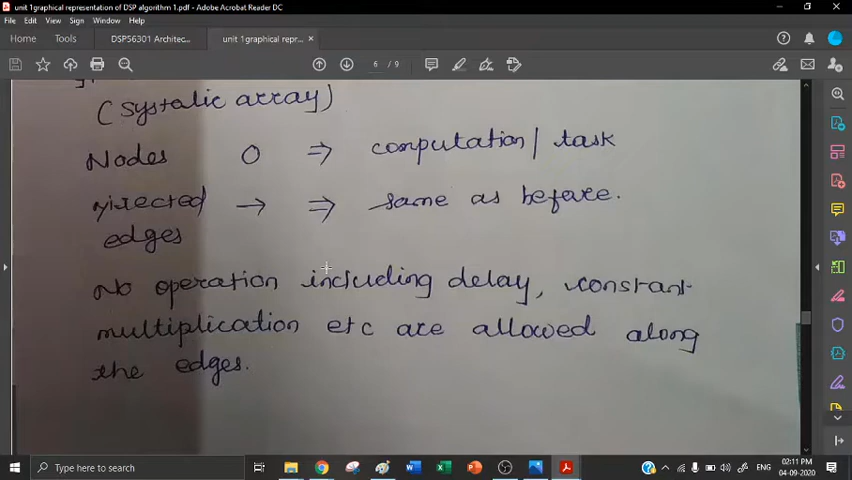 unit 1graphical representation of DSP algorithm 1.pdf - Adobe Acrobat Reader DC
File Edit View Sign Window Help
Home Tools DSP56301 Architec... unit 1graphical repr... ×
6 / 9
(systalic array)
Nodes O ⇒ computation / task
Directed → ⇒ same as before.
edges
No operation including delay, constant
multiplication etc are allowed along
the edges.
Type here to search
ENG
02:11 PM
04-09-2020